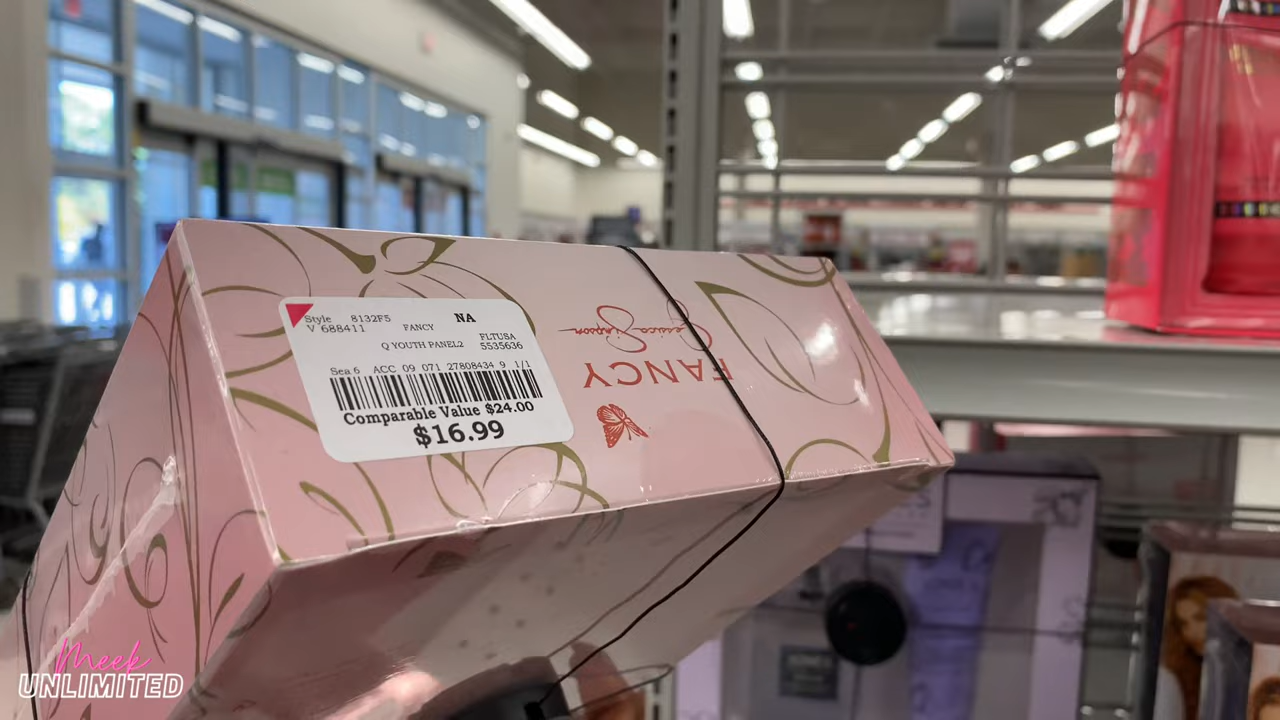 Style 8132F5 NA
V 688411 FANCY
FLTUSA
Q YOUTH PANEL2 5535636
Sea 6 ACC 09 071 27808434 9 1/1
Comparable Value $24.00
$16.99
Jessica Simpson
FANCY
Meek
UNLIMITED